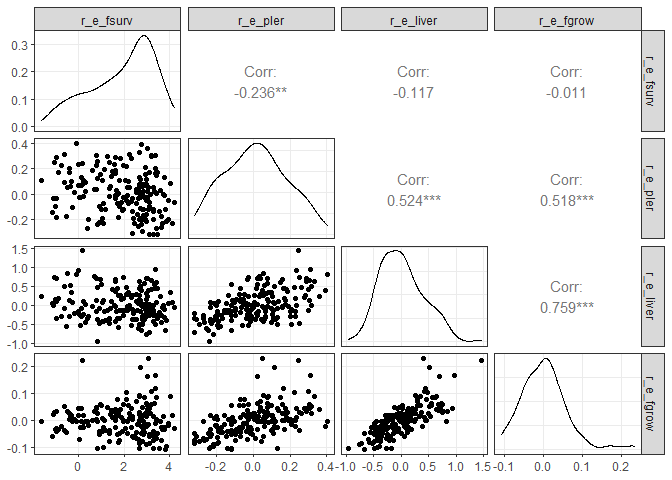 r_e_fsurv r_e_pler r_e_liver r_e_fgrow
0.3
0.2
0.1
0.0
Corr:
-0.236**
Corr:
-0.117
Corr:
-0.011
r_e_fsurv
0.4
0.2
0.0
-0.2
Corr:
0.524***
Corr:
0.518***
r_e_pler
1.5
1.0
0.5
0.0
-0.5
-1.0
Corr:
0.759***
r_e_liver
0.2
0.1
0.0
-0.1
r_e_fgrow
0 2 4 -0.2 0.0 0.2 0.4 -1.0 -0.5 0.0 0.5 1.0 1.5 -0.1 0.0 0.1 0.2